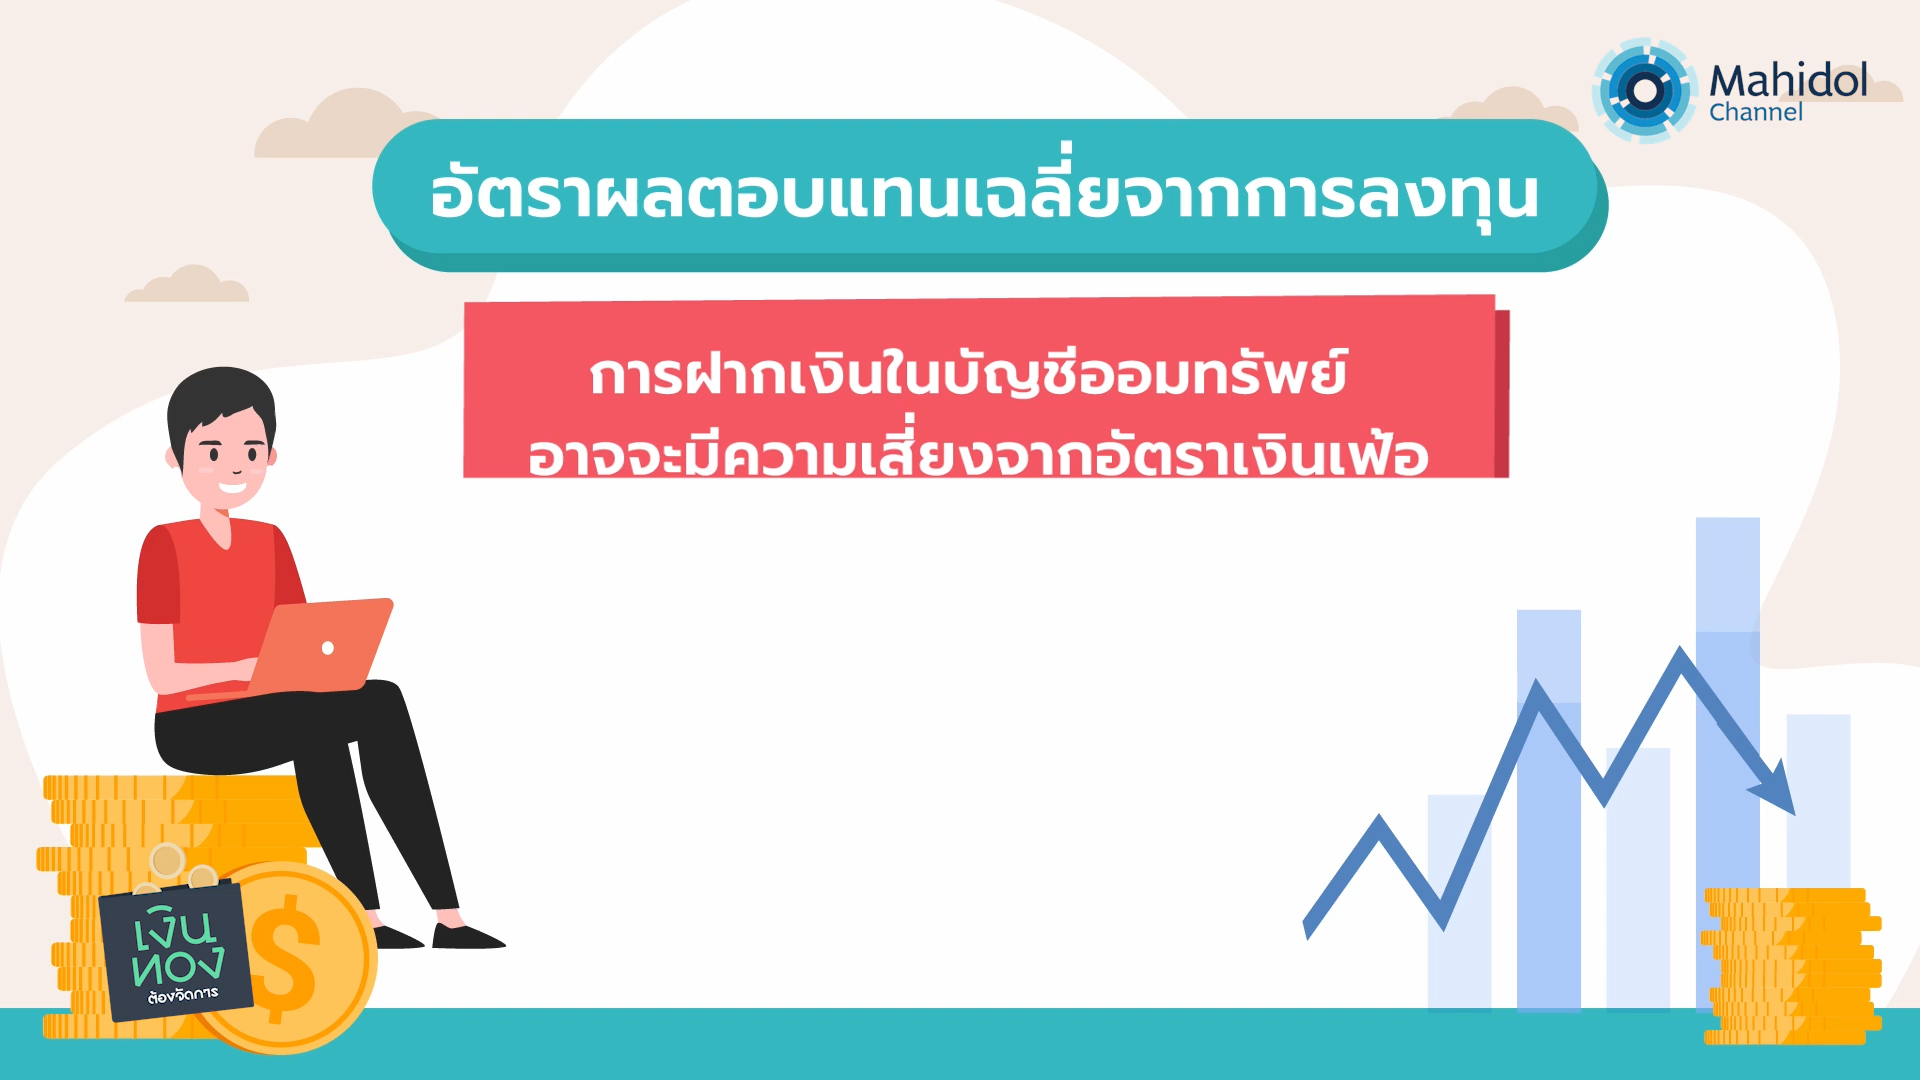 Mahidol
Channel
อัตราผลตอบแทนเฉลี่ยจากการลงทุน
การฝากเงินในบัญชีออมทรัพย์
อาจจะมีความเสี่ยงจากอัตราเงินเฟ้อ
เงิน
ทอง
ต้องจัดการ
$